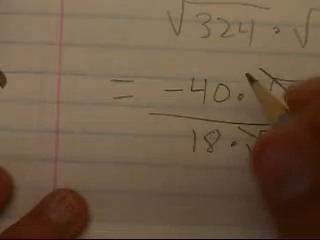 √324 · √
= -40 ·
18 · √